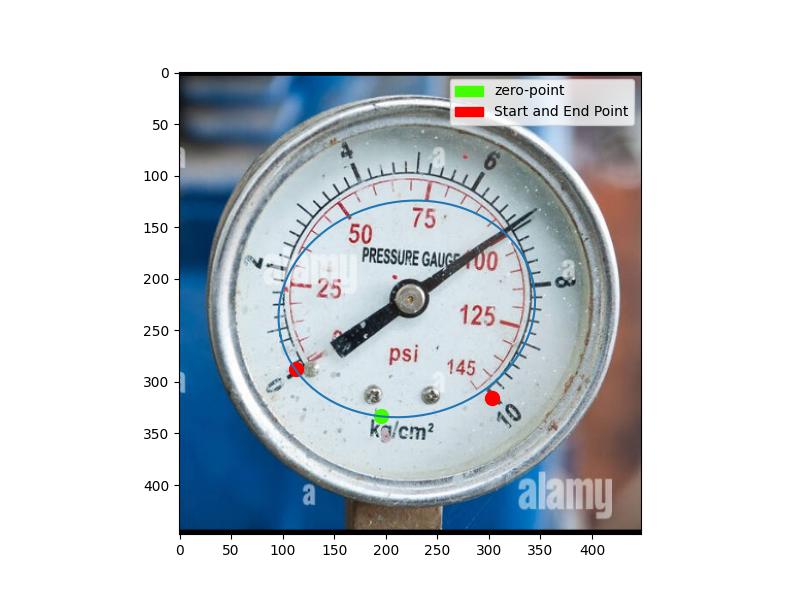 0
50
100
150
200
250
300
350
400
0 50 100 150 200 250 300 350 400
zero-point
Start and End Point
0 2 4 6 8 10
25 50 75 100 125 145
PRESSURE GAUGE
psi
kg/cm²
a
a
alamy
a
a
a
a
alamy